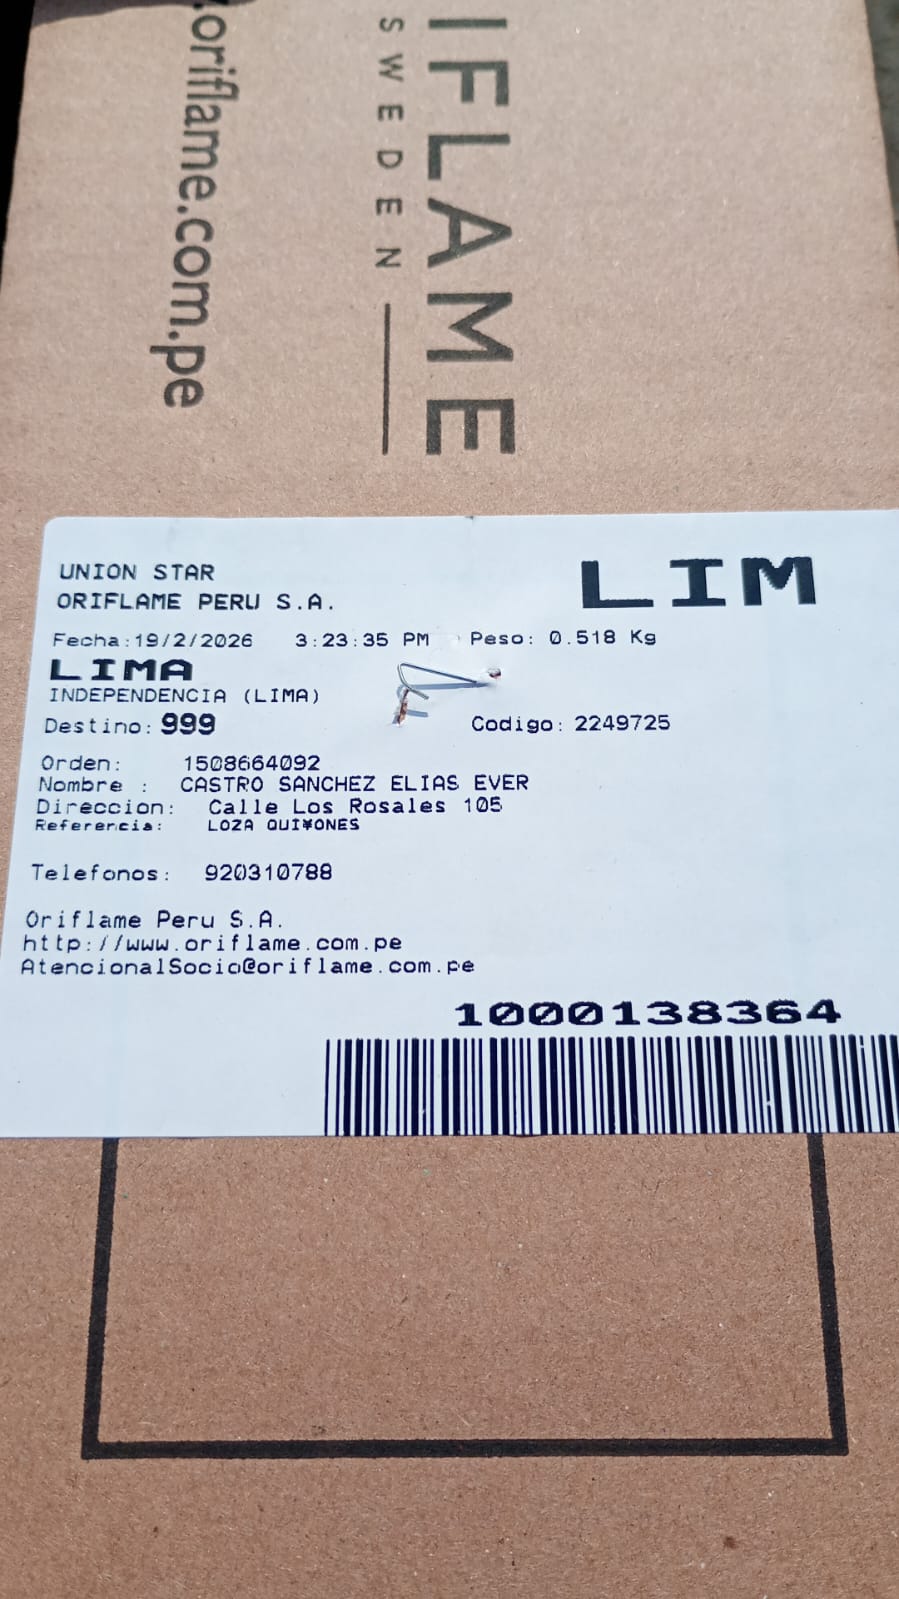 .oriflame.com.pe
IFLAME
SWEDEN
UNION STAR
ORIFLAME PERU S.A.
LIM
Fecha:19/2/2026 3:23:35 PM Peso: 0.518 Kg
LIMA
INDEPENDENCIA (LIMA)
Destino: 999 Codigo: 2249725
Orden: 1508664092
Nombre : CASTRO SANCHEZ ELIAS EVER
Direccion: Calle Los Rosales 105
Referencia: LOZA QUI¥ONES
Telefonos: 920310788
Oriflame Peru S.A.
http://www.oriflame.com.pe
AtencionalSocio@oriflame.com.pe
1000138364